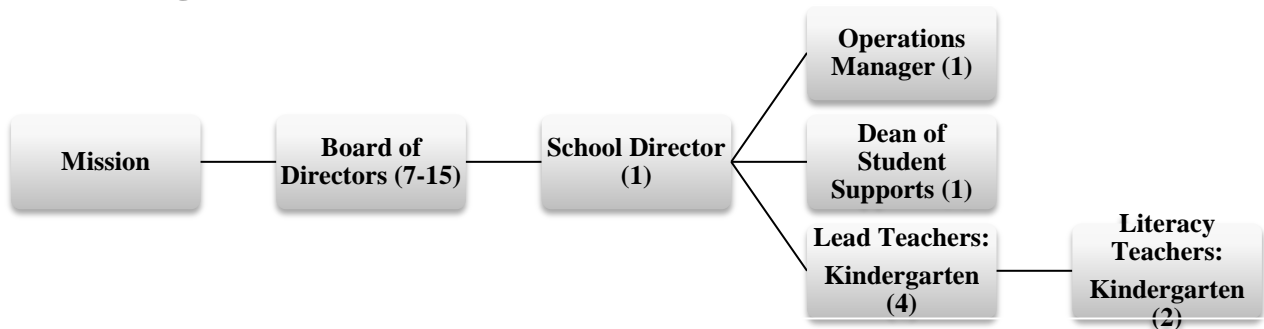 Mission
Board of
Directors (7-15)
School Director
(1)
Operations
Manager (1)
Dean of
Student
Supports (1)
Lead Teachers:
Kindergarten
(4)
Literacy
Teachers:
Kindergarten
(2)